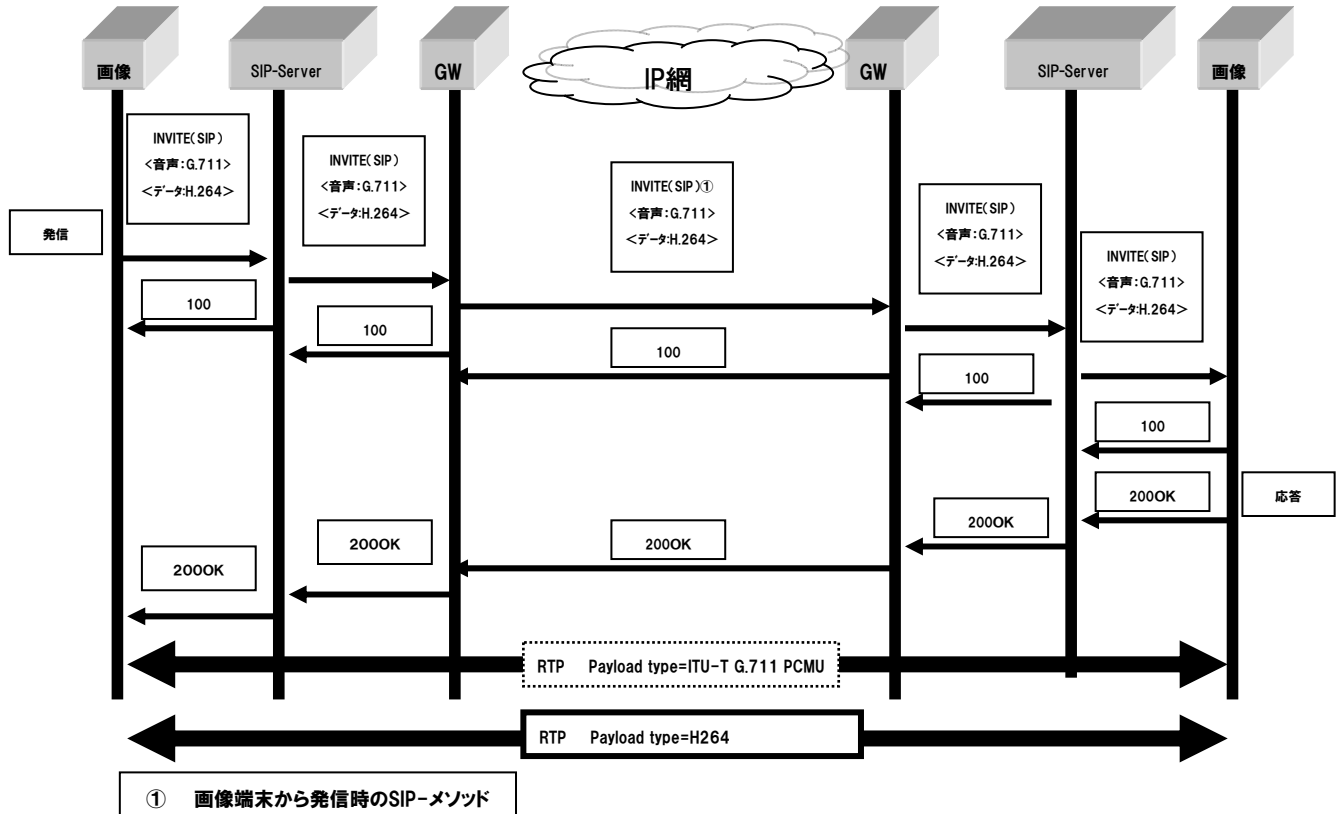 画像
SIP-Server
GW
IP網
GW
SIP-Server
画像
INVITE(SIP)
<音声:G.711>
<データ:H.264>
INVITE(SIP)
<音声:G.711>
<データ:H.264>
INVITE(SIP)①
<音声:G.711>
<データ:H.264>
INVITE(SIP)
<音声:G.711>
<データ:H.264>
INVITE(SIP)
<音声:G.711>
<データ:H.264>
発信
100
100
100
100
100
200OK
応答
200OK
200OK
200OK
200OK
RTP Payload type=ITU-T G.711 PCMU
RTP Payload type=H264
① 画像端末から発信時のSIP-メソッド